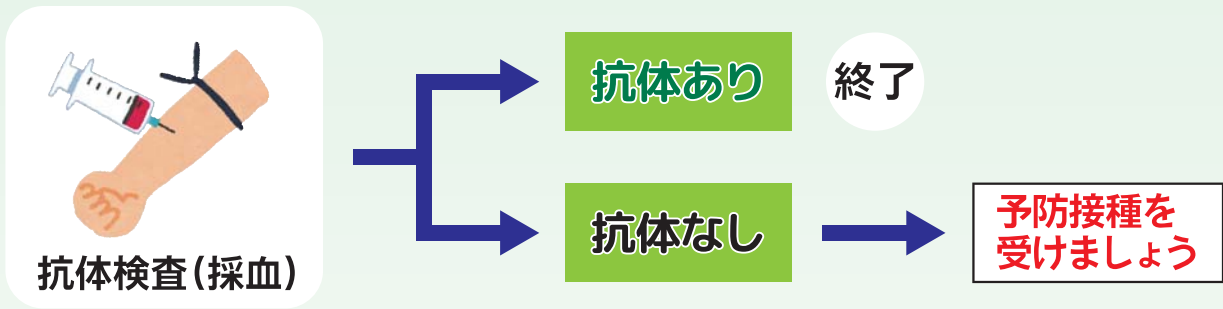 抗体検査(採血)
抗体あり
終了
抗体なし
予防接種を
受けましょう